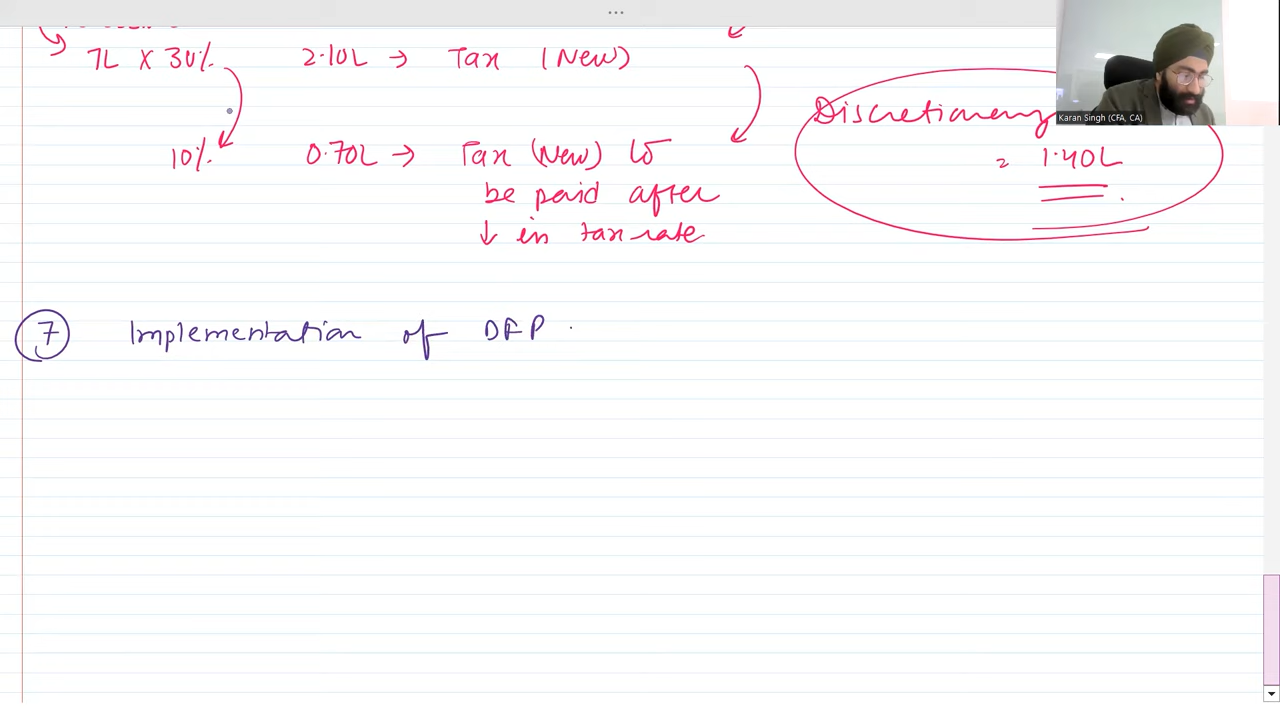 ...
7L X 30% 2.10L → Tax (New)
Discretionary
10% 0.70L → Tax (New) to
= 1.40L
be paid after
↓ in tax rate
7 Implementation of DFP
Karan Singh (CFA, CA)